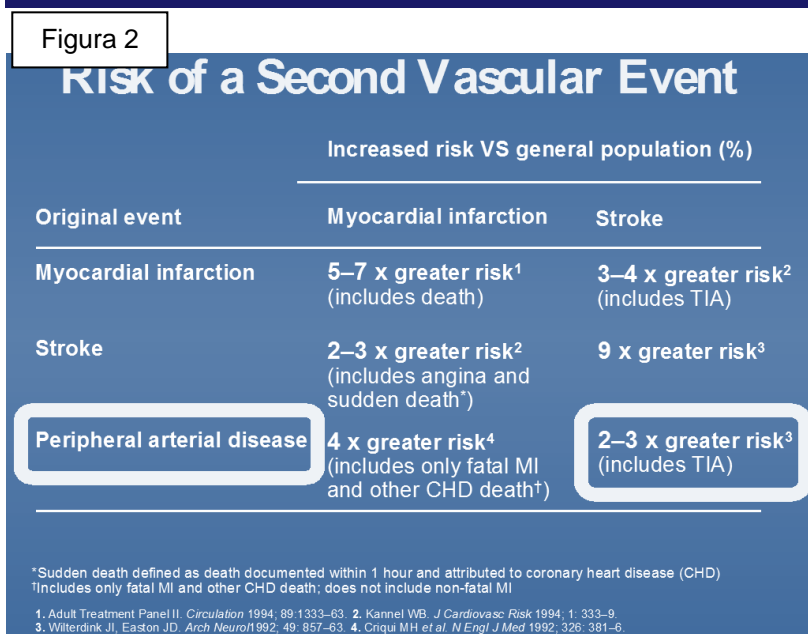 Figura 2
Risk of a Second Vascular Event
Increased risk VS general population (%)
Original event Myocardial infarction Stroke
Myocardial infarction 5–7 x greater risk¹ 3–4 x greater risk²
(includes death) (includes TIA)
Stroke 2–3 x greater risk² 9 x greater risk³
(includes angina and
sudden death*)
Peripheral arterial disease 4 x greater risk⁴ 2–3 x greater risk³
(includes only fatal MI (includes TIA)
and other CHD death†)
*Sudden death defined as death documented within 1 hour and attributed to coronary heart disease (CHD)
†Includes only fatal MI and other CHD death; does not include non-fatal MI
1. Adult Treatment Panel II. Circulation 1994; 89:1333–63. 2. Kannel WB. J Cardiovasc Risk 1994; 1: 333–9.
3. Wilterdink JI, Easton JD. Arch Neurol 1992; 49: 857–63. 4. Criqui MH et al. N Engl J Med 1992; 326: 381–6.